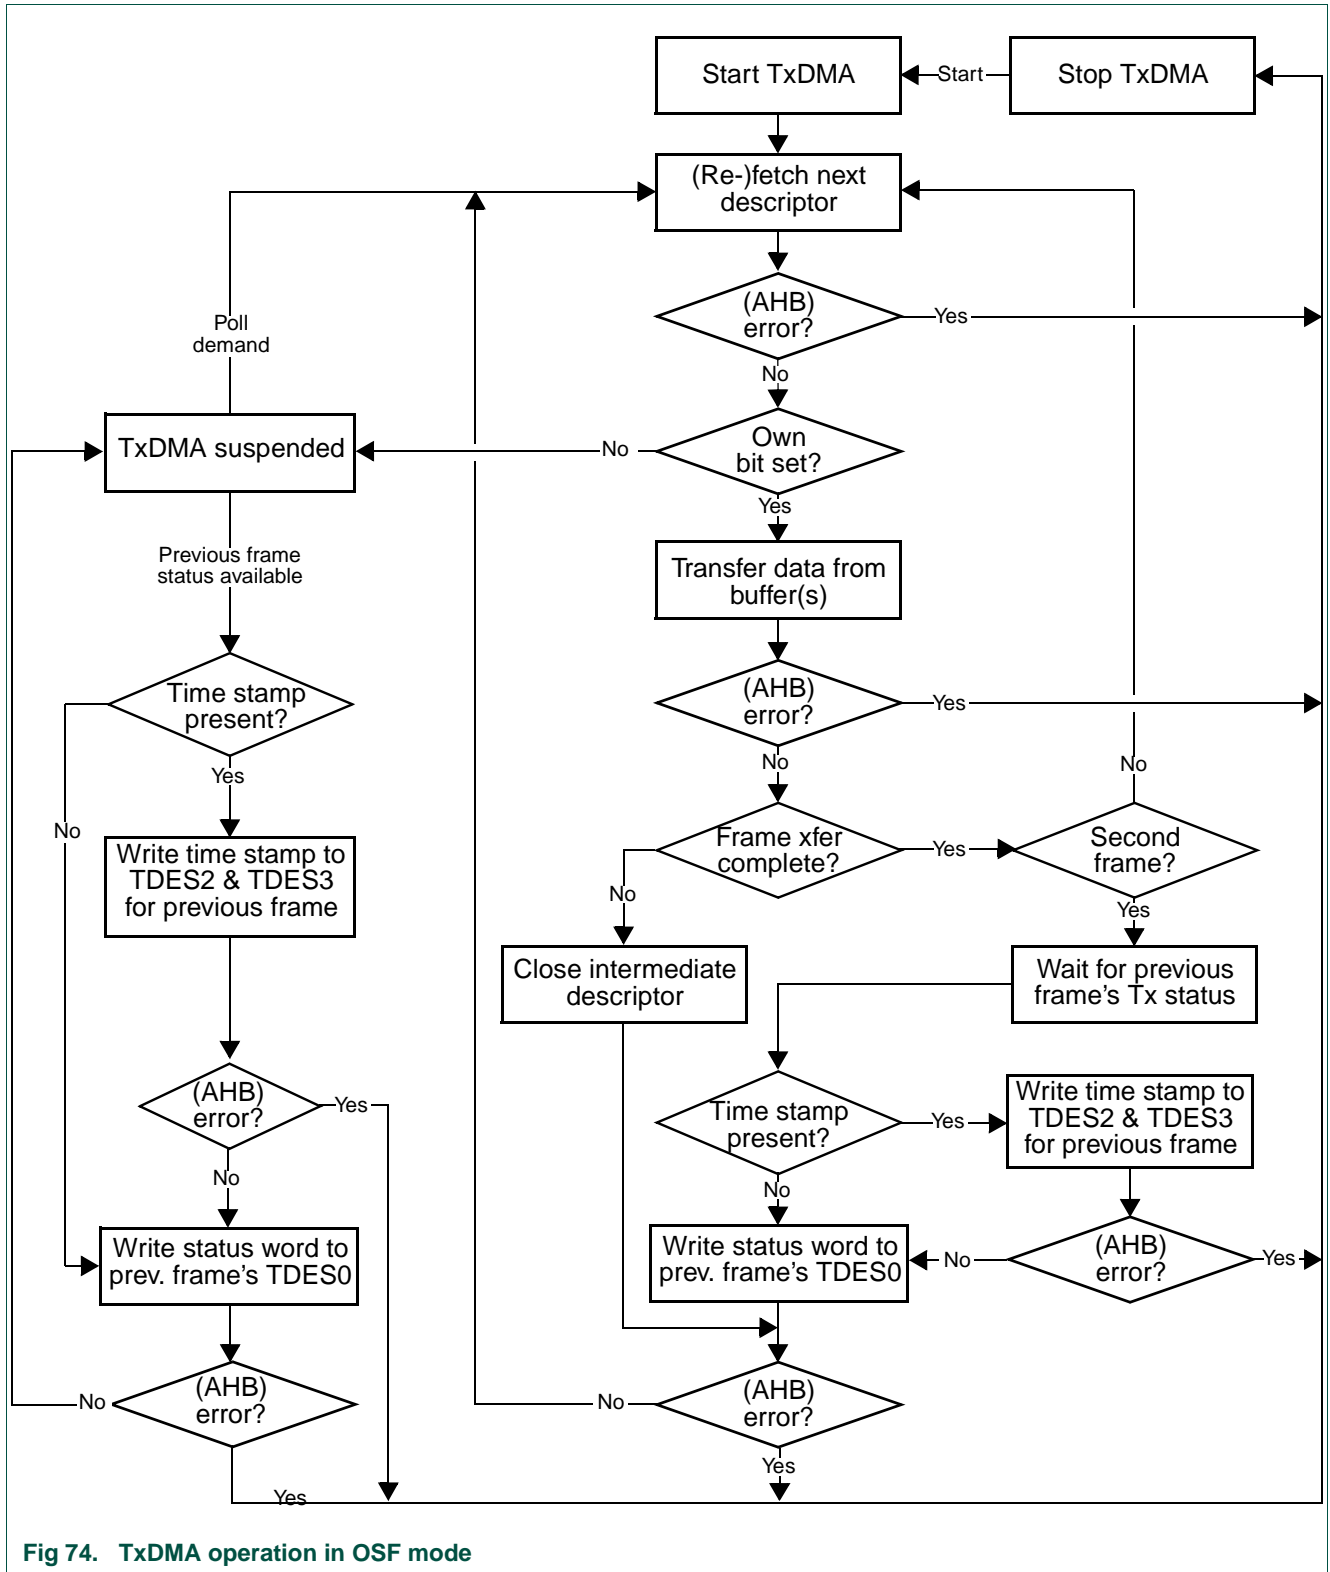 Start TxDMA
Start
Stop TxDMA
(Re-)fetch next
descriptor
(AHB)
error?
Yes
Poll
demand
No
TxDMA suspended
No
Own
bit set?
Yes
Previous frame
status available
Transfer data from
buffer(s)
Time stamp
present?
(AHB)
error?
Yes
No
No
Yes
No
Write time stamp to
TDES2 & TDES3
for previous frame
Frame xfer
complete?
Yes
Second
frame?
No
Yes
Close intermediate
descriptor
Wait for previous
frame's Tx status
(AHB)
error?
Yes
No
Time stamp
present?
Yes
Write time stamp to
TDES2 & TDES3
for previous frame
No
Write status word to
prev. frame's TDES0
Write status word to
prev. frame's TDES0
No
(AHB)
error?
Yes
No
(AHB)
error?
Yes
No
(AHB)
error?
Yes
Fig 74. TxDMA operation in OSF mode